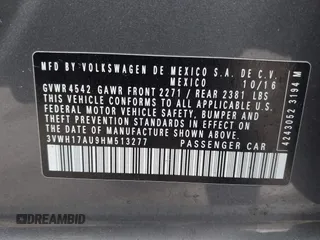 MFD BY VOLKSWAGEN DE MEXICO S.A. DE C.V.
MEXICO 10/16
GVWR 4542 GAWR FRONT 2271 / REAR 2381 LBS
THIS VEHICLE CONFORMS TO ALL APPLICABLE U.S.
FEDERAL MOTOR VEHICLE SAFETY, BUMPER AND
THEFT PREVENTION STANDARDS IN EFFECT ON THE
DATE OF MANUFACTURE SHOWN ABOVE.
3VWH17AU9HM513277 PASSENGER CAR
4243052 3194 M
DREAMBID